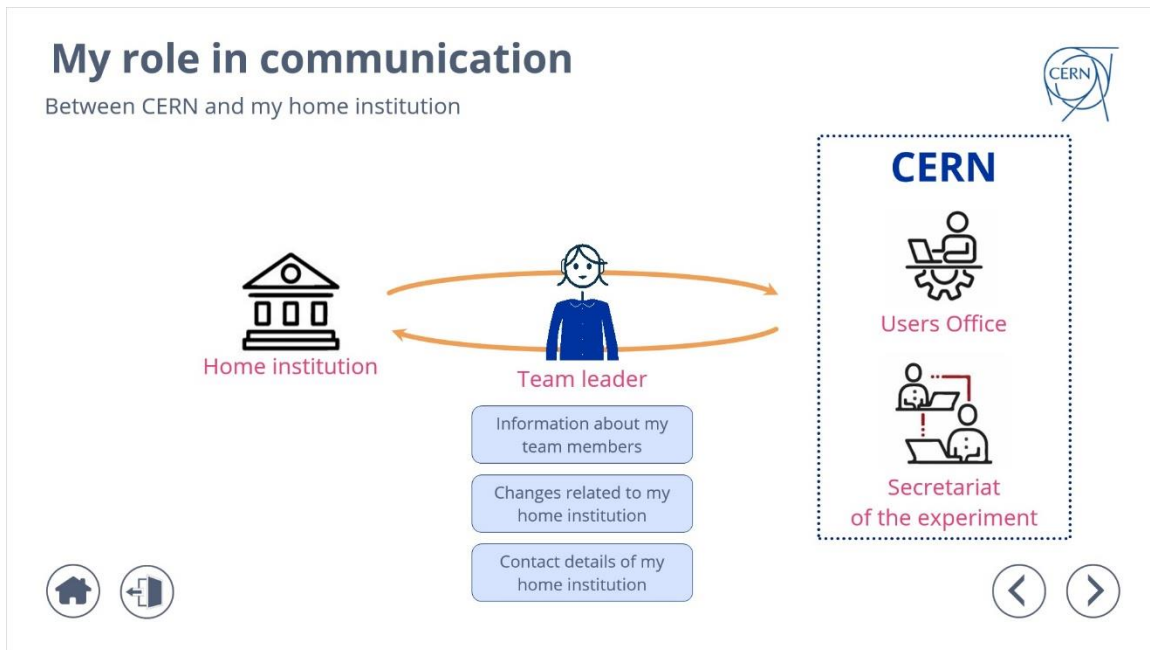 My role in communication
Between CERN and my home institution
CERN
CERN
Users Office
Secretariat
of the experiment
Home institution
Team leader
Information about my
team members
Changes related to my
home institution
Contact details of my
home institution